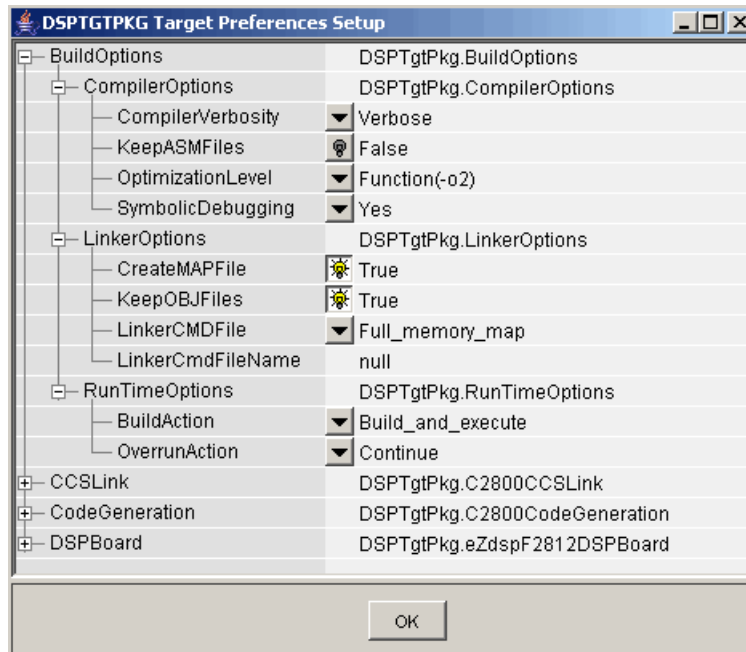 DSPTGTPKG Target Preferences Setup
BuildOptions DSPTgtPkg.BuildOptions
CompilerOptions DSPTgtPkg.CompilerOptions
CompilerVerbosity Verbose
KeepASMFiles False
OptimizationLevel Function(-o2)
SymbolicDebugging Yes
LinkerOptions DSPTgtPkg.LinkerOptions
CreateMAPFile True
KeepOBJFiles True
LinkerCMDFile Full_memory_map
LinkerCmdFileName null
RunTimeOptions DSPTgtPkg.RunTimeOptions
BuildAction Build_and_execute
OverrunAction Continue
CCSLink DSPTgtPkg.C2800CCSLink
CodeGeneration DSPTgtPkg.C2800CodeGeneration
DSPBoard DSPTgtPkg.eZdspF2812DSPBoard
OK